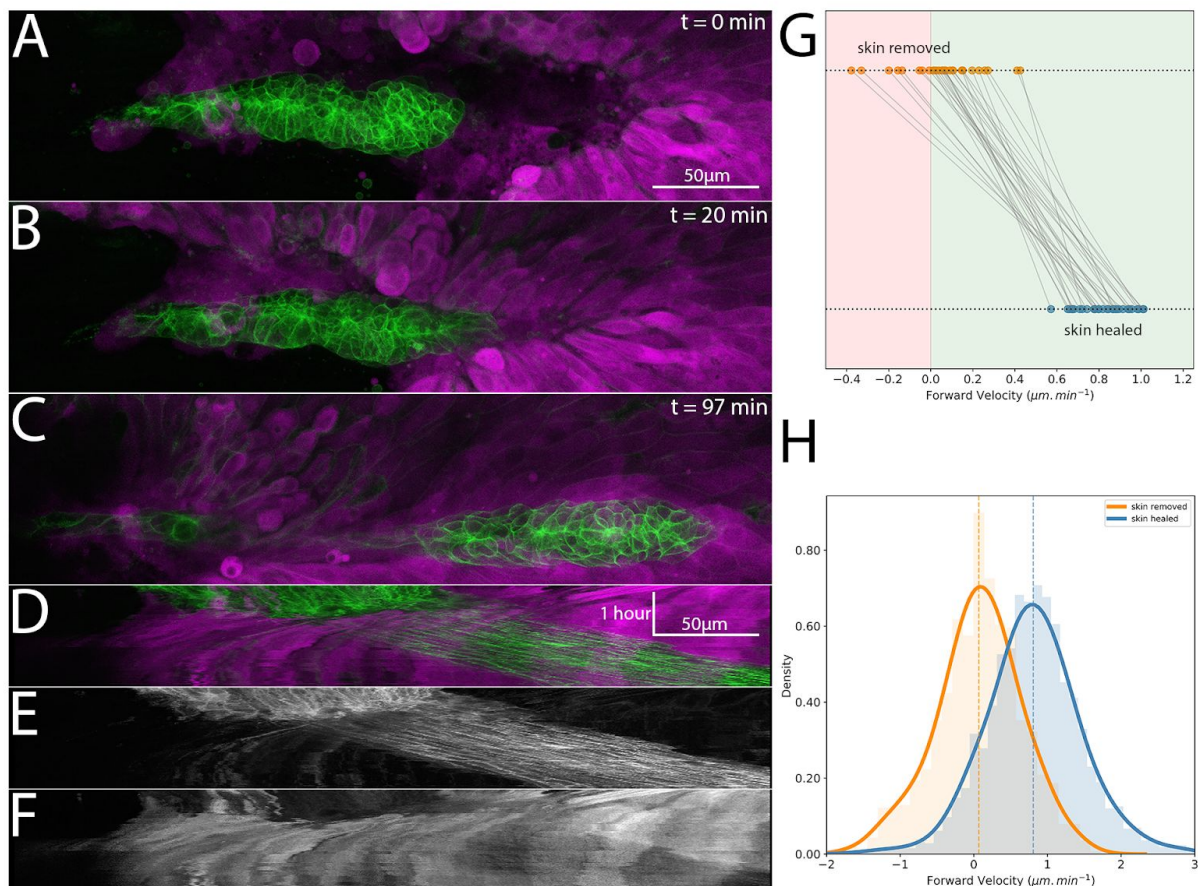 A
t = 0 min
50µm
B
t = 20 min
C
t = 97 min
D
1 hour
50µm
E
F
G
skin removed
skin healed
−0.4 −0.2 0.0 0.2 0.4 0.6 0.8 1.0 1.2
Forward Velocity (µm.min⁻¹)
H
skin removed
skin healed
0.80
0.60
0.40
0.20
0.00
Density
−2 −1 0 1 2 3
Forward Velocity (µm.min⁻¹)